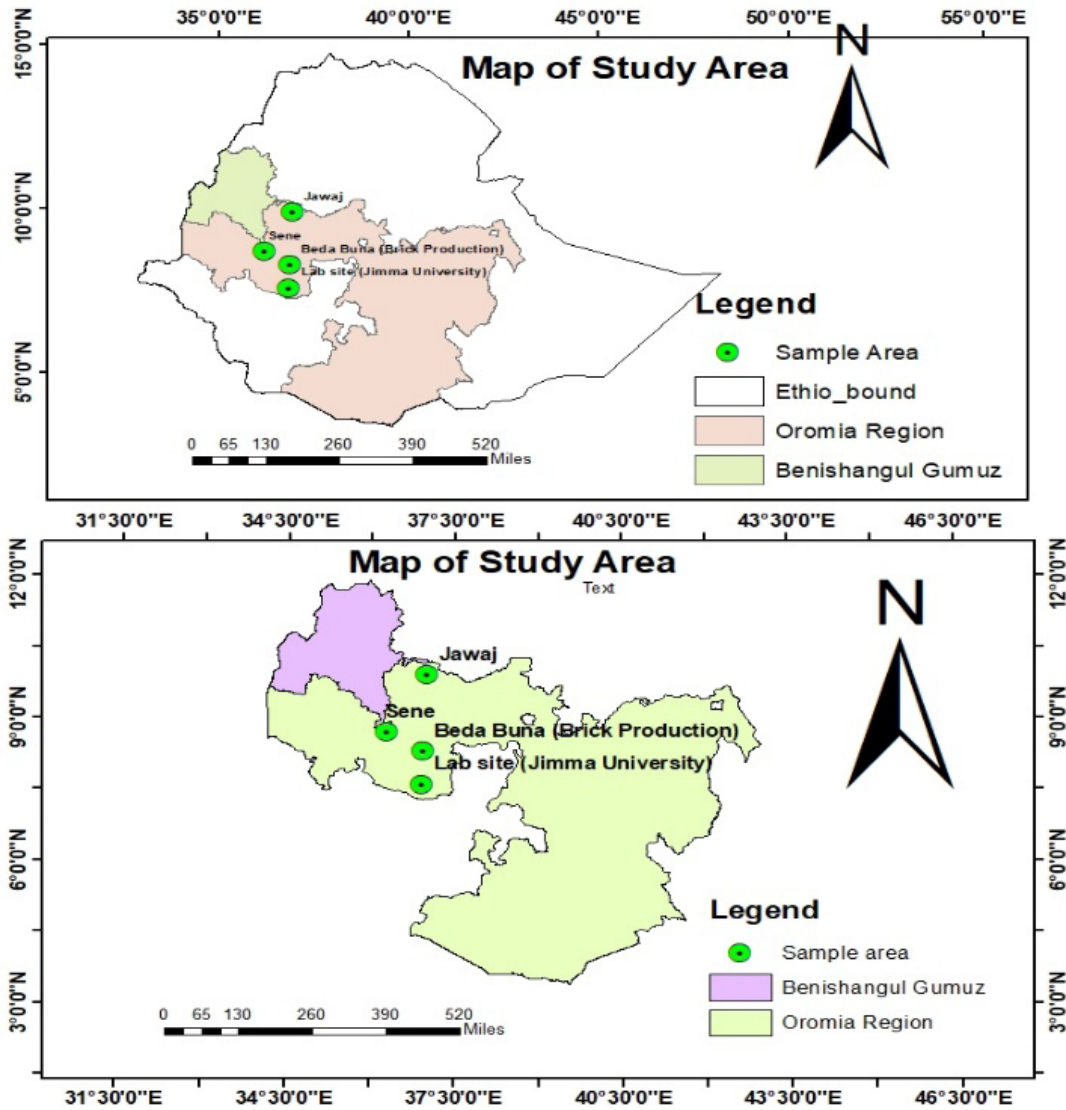 35°0'0"E 40°0'0"E 45°0'0"E 50°0'0"E 55°0'0"E
15°0'0"N
10°0'0"N
5°0'0"N
Map of Study Area
N
Jawaj
Sene
Beda Buna (Brick Production)
Lab site (Jimma University)
Legend
Sample Area
Ethio_bound
Oromia Region
Benishangul Gumuz
0 65 130 260 390 520
Miles
31°30'0"E 34°30'0"E 37°30'0"E 40°30'0"E 43°30'0"E 46°30'0"E
12°0'0"N
9°0'0"N
6°0'0"N
3°0'0"N
Map of Study Area
Text
N
Jawaj
Sene
Beda Buna (Brick Production)
Lab site (Jimma University)
Legend
Sample area
Benishangul Gumuz
Oromia Region
0 65 130 260 390 520
Miles
12°0'0"N
9°0'0"N
6°0'0"N
3°0'0"N
31°30'0"E 34°30'0"E 37°30'0"E 40°30'0"E 43°30'0"E 46°30'0"E